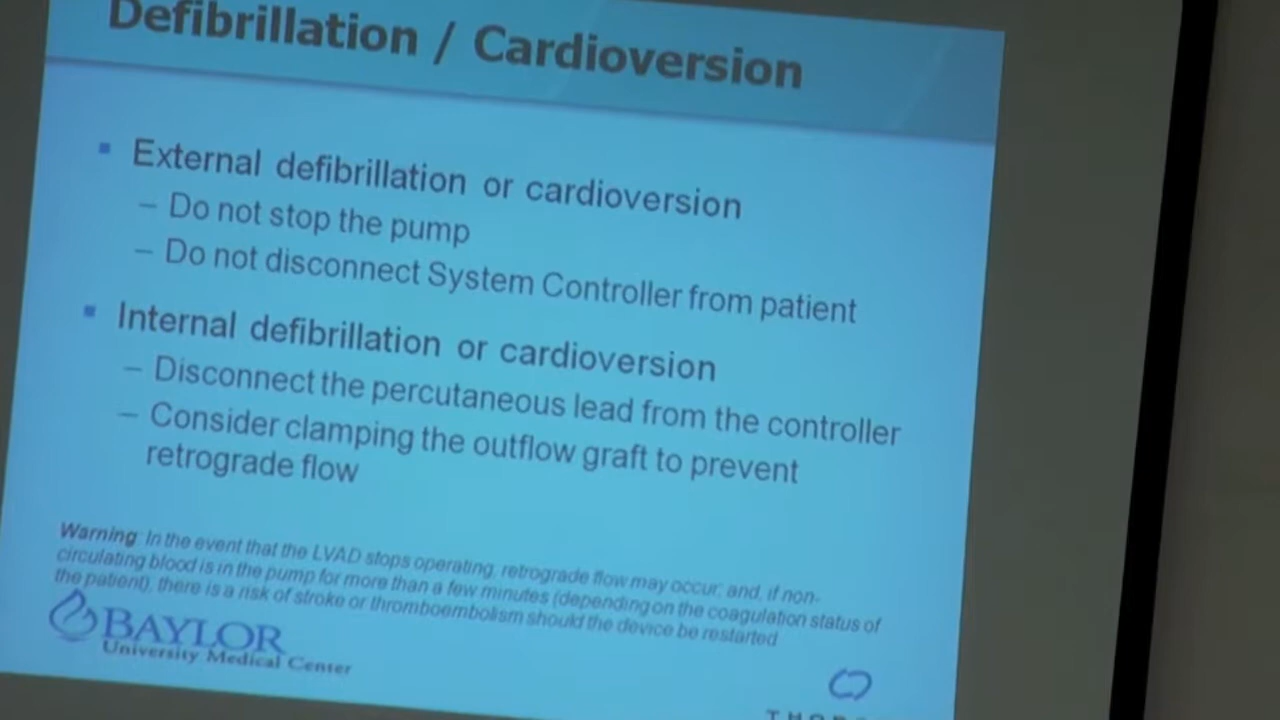 Defibrillation / Cardioversion
External defibrillation or cardioversion
– Do not stop the pump
– Do not disconnect System Controller from patient
Internal defibrillation or cardioversion
– Disconnect the percutaneous lead from the controller
– Consider clamping the outflow graft to prevent
retrograde flow
Warning: In the event that the LVAD stops operating, retrograde flow may occur; and, if non-
circulating blood is in the pump for more than a few minutes (depending on the coagulation status of
the patient), there is a risk of stroke or thromboembolism should the device be restarted
BAYLOR
University Medical Center